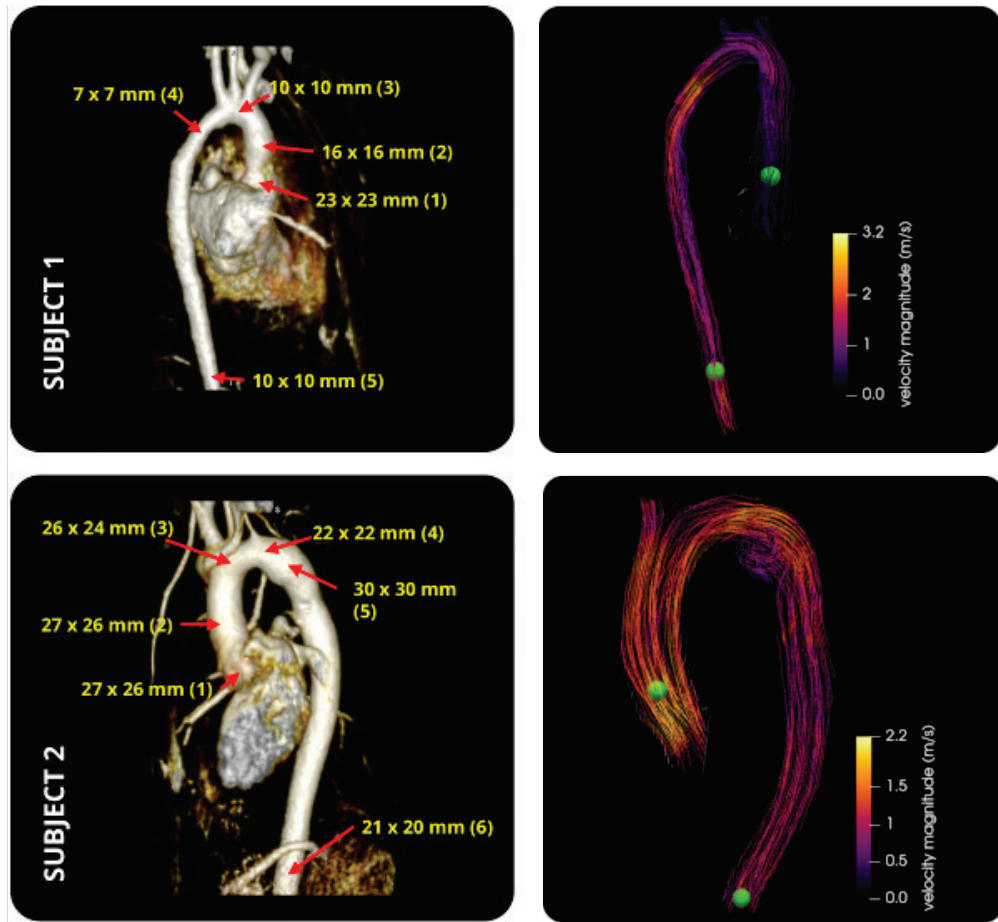 7 x 7 mm (4)
10 x 10 mm (3)
16 x 16 mm (2)
23 x 23 mm (1)
10 x 10 mm (5)
SUBJECT 1
3.2
2
1
0.0
velocity magnitude (m/s)
26 x 24 mm (3)
22 x 22 mm (4)
30 x 30 mm
(5)
27 x 26 mm (2)
27 x 26 mm (1)
21 x 20 mm (6)
SUBJECT 2
2.2
1.5
1
0.5
0.0
velocity magnitude (m/s)